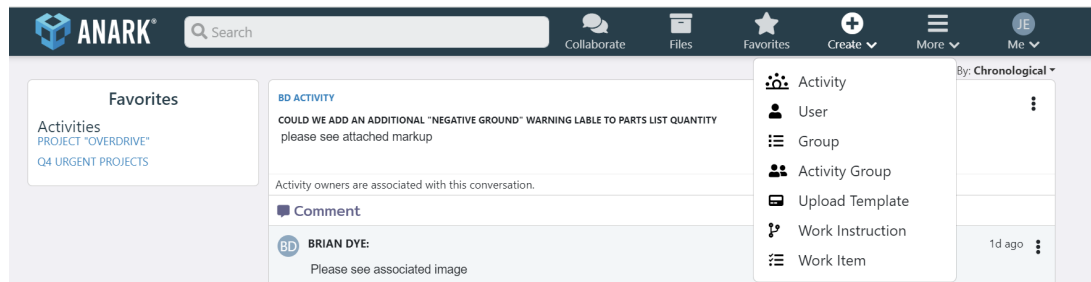 ANARK®
Search
Collaborate
Files
Favorites
Create
More
JE
Me
By: Chronological
Favorites
Activities
PROJECT "OVERDRIVE"
Q4 URGENT PROJECTS
BD ACTIVITY
COULD WE ADD AN ADDITIONAL "NEGATIVE GROUND" WARNING LABLE TO PARTS LIST QUANTITY
please see attached markup
Activity owners are associated with this conversation.
Comment
BD
BRIAN DYE:
1d ago
Please see associated image
Activity
User
Group
Activity Group
Upload Template
Work Instruction
Work Item